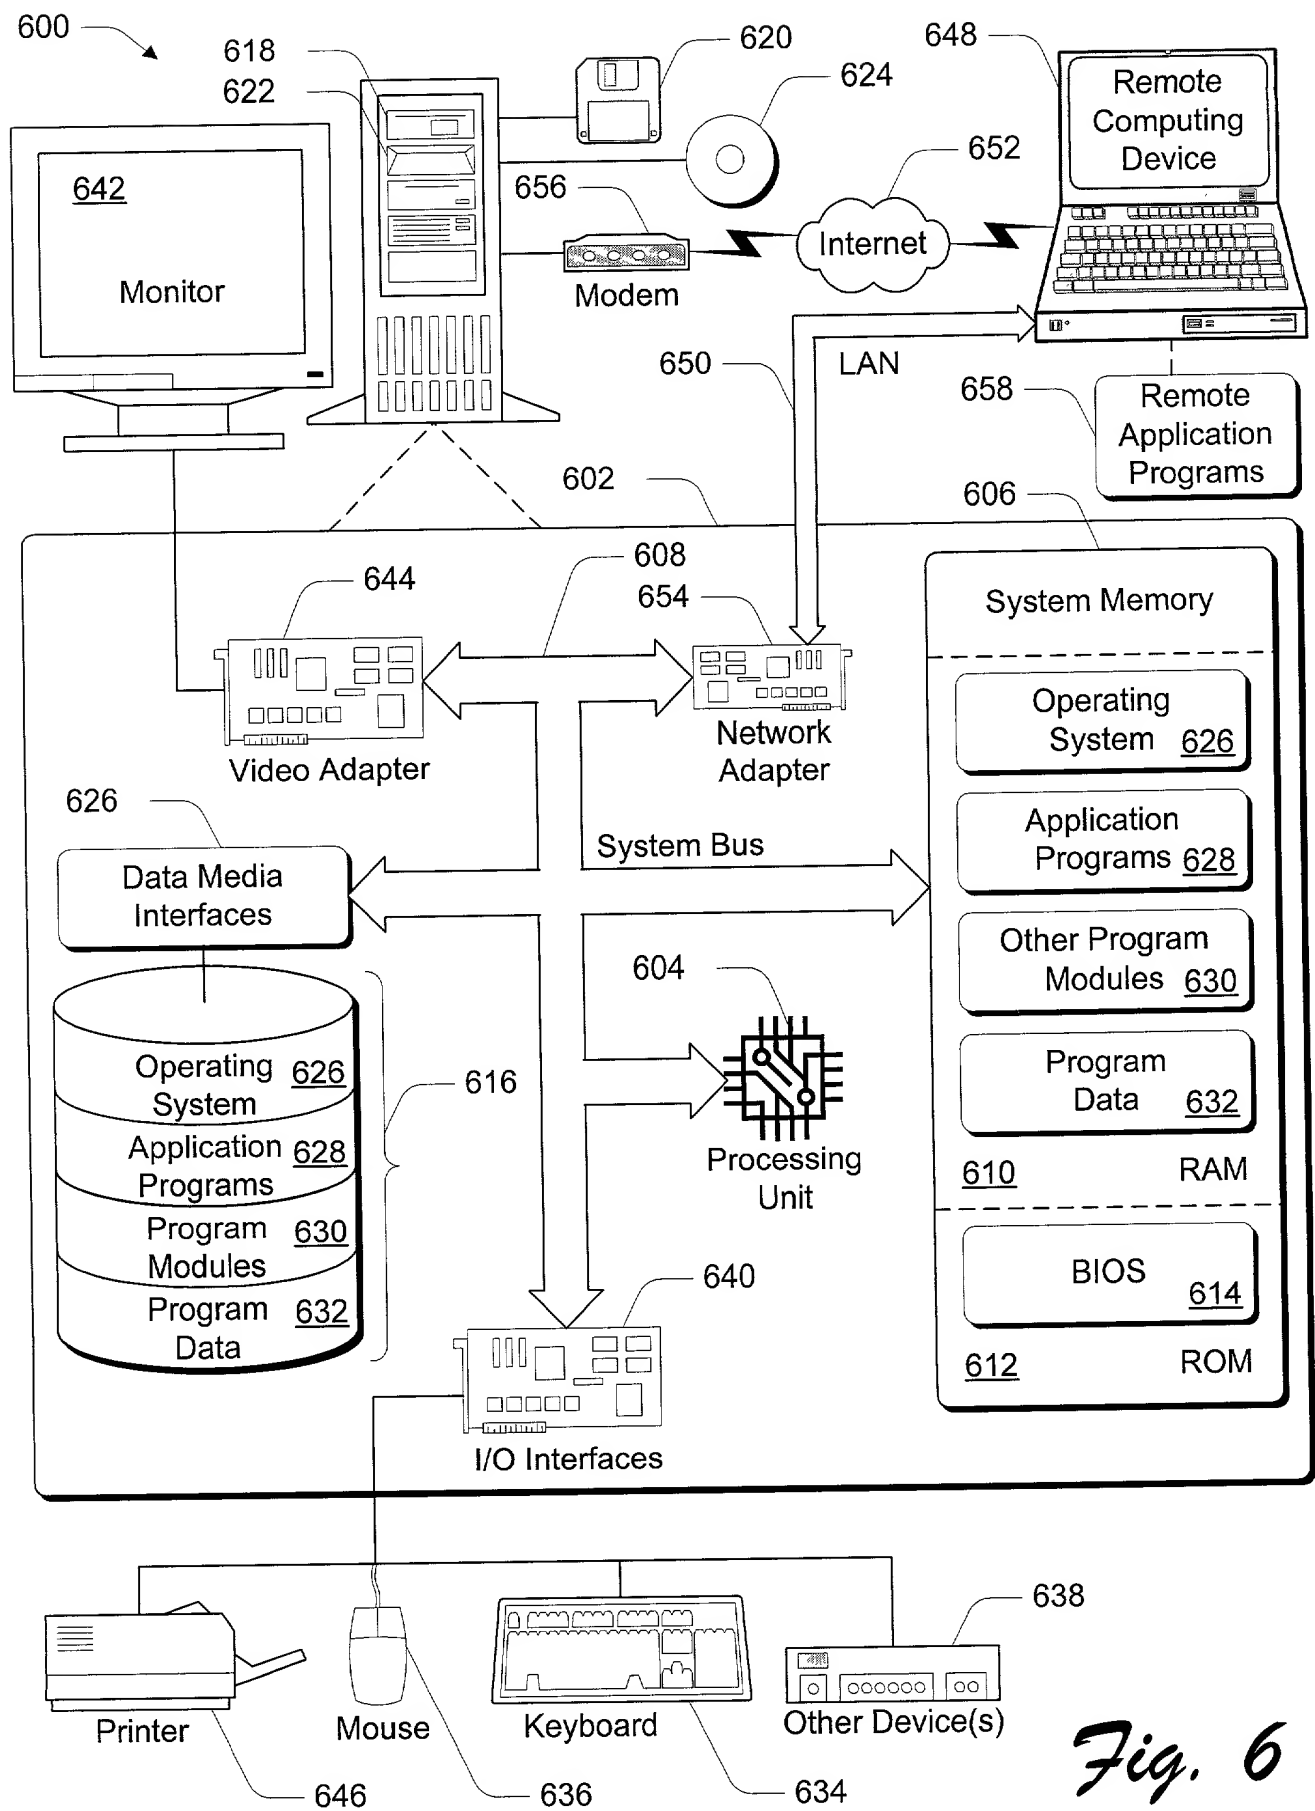 600
618
622
620
624
648
Remote
Computing
Device
642
Monitor
656
Modem
652
Internet
650
LAN
658
Remote
Application
Programs
602
606
608
644
654
System Memory
Video Adapter
Network
Adapter
Operating
System 626
Application
Programs 628
Other Program
Modules 630
Program
Data 632
610 RAM
BIOS
614
612 ROM
626
Data Media
Interfaces
System Bus
604
Processing
Unit
Operating
System 626
Application
Programs 628
Program
Modules 630
Program
Data 632
616
640
I/O Interfaces
638
Printer
Mouse
Keyboard
Other Device(s)
646
636
634
Fig. 6